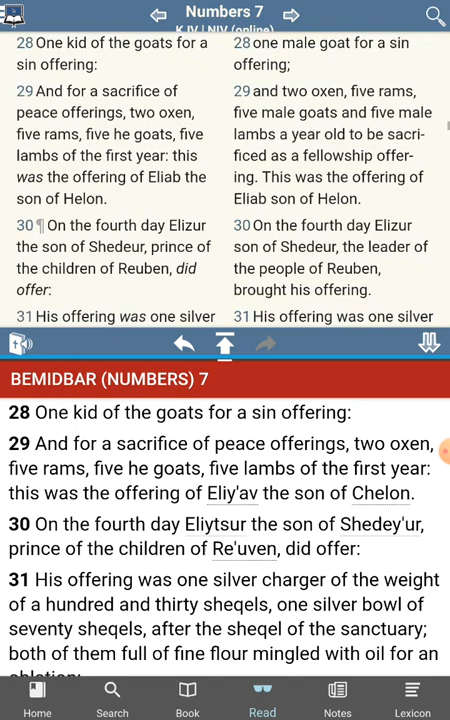 Numbers 7
KJV | NIV (online)
28 One kid of the goats for a
sin offering:
29 And for a sacrifice of
peace offerings, two oxen,
five rams, five he goats, five
lambs of the first year: this
was the offering of Eliab the
son of Helon.
30 ¶ On the fourth day Elizur
the son of Shedeur, prince of
the children of Reuben, did
offer:
31 His offering was one silver
28 one male goat for a sin
offering;
29 and two oxen, five rams,
five male goats and five male
lambs a year old to be sacri-
ficed as a fellowship offer-
ing. This was the offering of
Eliab son of Helon.
30 On the fourth day Elizur
son of Shedeur, the leader of
the people of Reuben,
brought his offering.
31 His offering was one silver
BEMIDBAR (NUMBERS) 7
28 One kid of the goats for a sin offering:
29 And for a sacrifice of peace offerings, two oxen,
five rams, five he goats, five lambs of the first year:
this was the offering of Eliy'av the son of Chelon.
30 On the fourth day Eliytsur the son of Shedey'ur,
prince of the children of Re'uven, did offer:
31 His offering was one silver charger of the weight
of a hundred and thirty sheqels, one silver bowl of
seventy sheqels, after the sheqel of the sanctuary;
both of them full of fine flour mingled with oil for an
oblation:
Home
Search
Book
Read
Notes
Lexicon